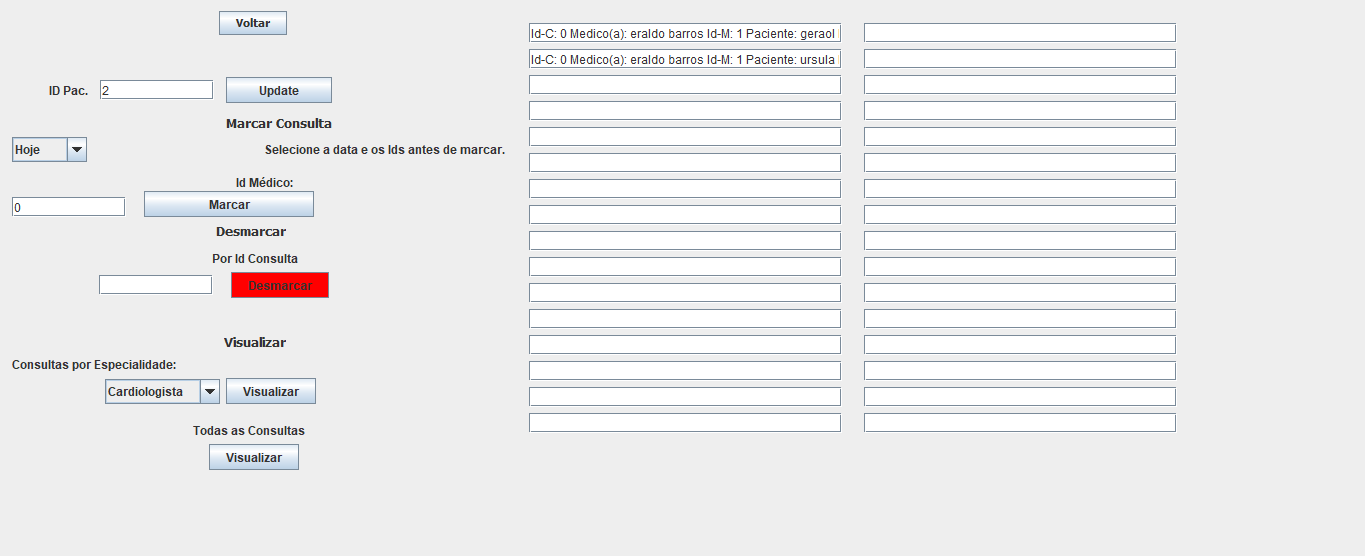 Voltar
ID Pac. 2 Update
Marcar Consulta
Hoje Selecione a data e os Ids antes de marcar.
Id Médico:
0 Marcar
Desmarcar
Por Id Consulta
Desmarcar
Visualizar
Consultas por Especialidade:
Cardiologista Visualizar
Todas as Consultas
Visualizar
Id-C: 0 Medico(a): eraldo barros Id-M: 1 Paciente: geraol
Id-C: 0 Medico(a): eraldo barros Id-M: 1 Paciente: ursula